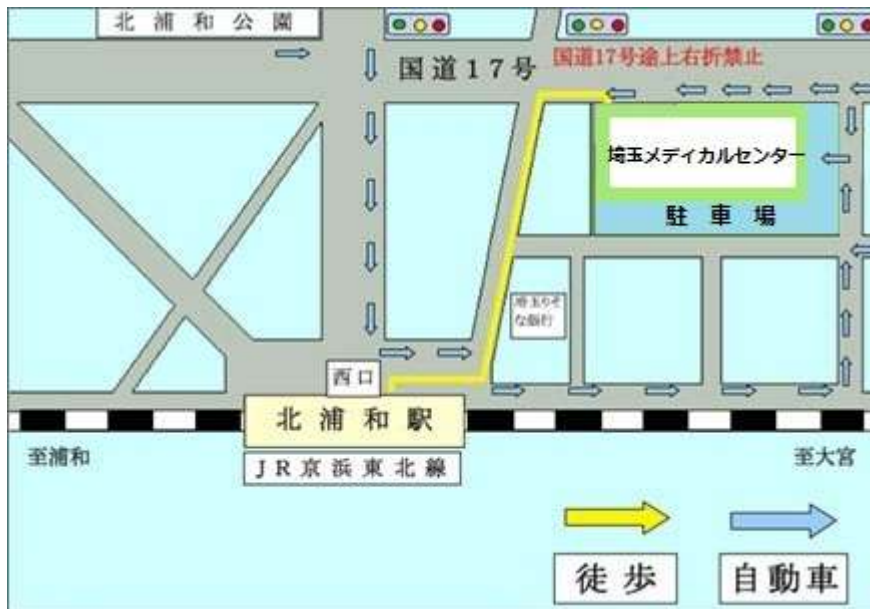 北浦和公園
国道17号
国道17号途上右折禁止
埼玉メディカルセンター
駐車場
埼玉りそ
な銀行
西口
北浦和駅
JR京浜東北線
至浦和
至大宮
徒歩
自動車